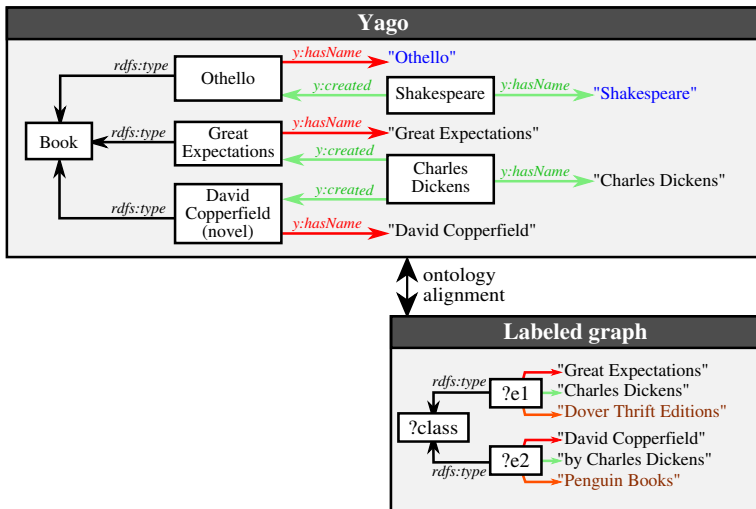 Yago
rdfs:type
Othello
y:hasName
"Othello"
y:created
Shakespeare
y:hasName
"Shakespeare"
Book
rdfs:type
Great
Expectations
y:hasName
"Great Expectations"
y:created
Charles
Dickens
y:hasName
"Charles Dickens"
y:created
rdfs:type
David
Copperfield
(novel)
y:hasName
"David Copperfield"
ontology
alignment
Labeled graph
rdfs:type
?e1
"Great Expectations"
"Charles Dickens"
"Dover Thrift Editions"
?class
rdfs:type
?e2
"David Copperfield"
"by Charles Dickens"
"Penguin Books"